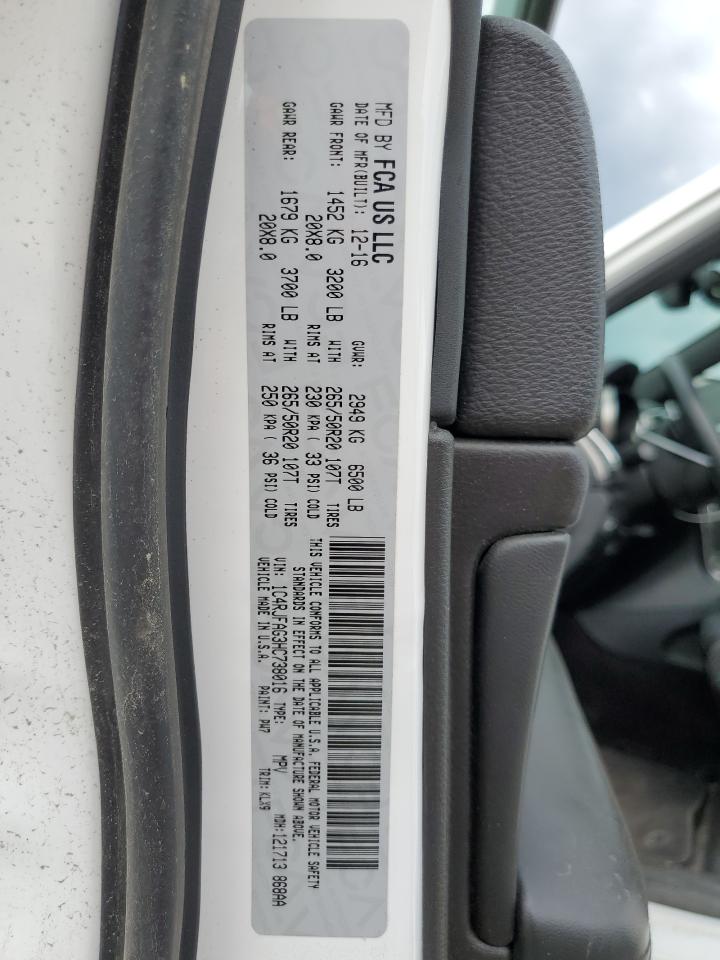 MFD BY FCA US LLC
DATE OF MFR(BUILT): 12-16 GVWR: 2949 KG 6500 LB
GAWR FRONT: 1452 KG 3200 LB WITH 265/50R20 107T TIRES
20X8.0 RIMS AT 230 KPA ( 33 PSI) COLD
GAWR REAR: 1679 KG 3700 LB WITH 265/50R20 107T TIRES
20X8.0 RIMS AT 250 KPA ( 36 PSI) COLD
THIS VEHICLE CONFORMS TO ALL APPLICABLE U.S.A. FEDERAL MOTOR VEHICLE SAFETY
STANDARDS IN EFFECT ON THE DATE OF MANUFACTURE SHOWN ABOVE.
VIN: 1C4RJFAG3HC738016 TYPE: MPV MDH:121713 868AA
VEHICLE MADE IN U.S.A. PAINT: PW7 TRIM:KLX9